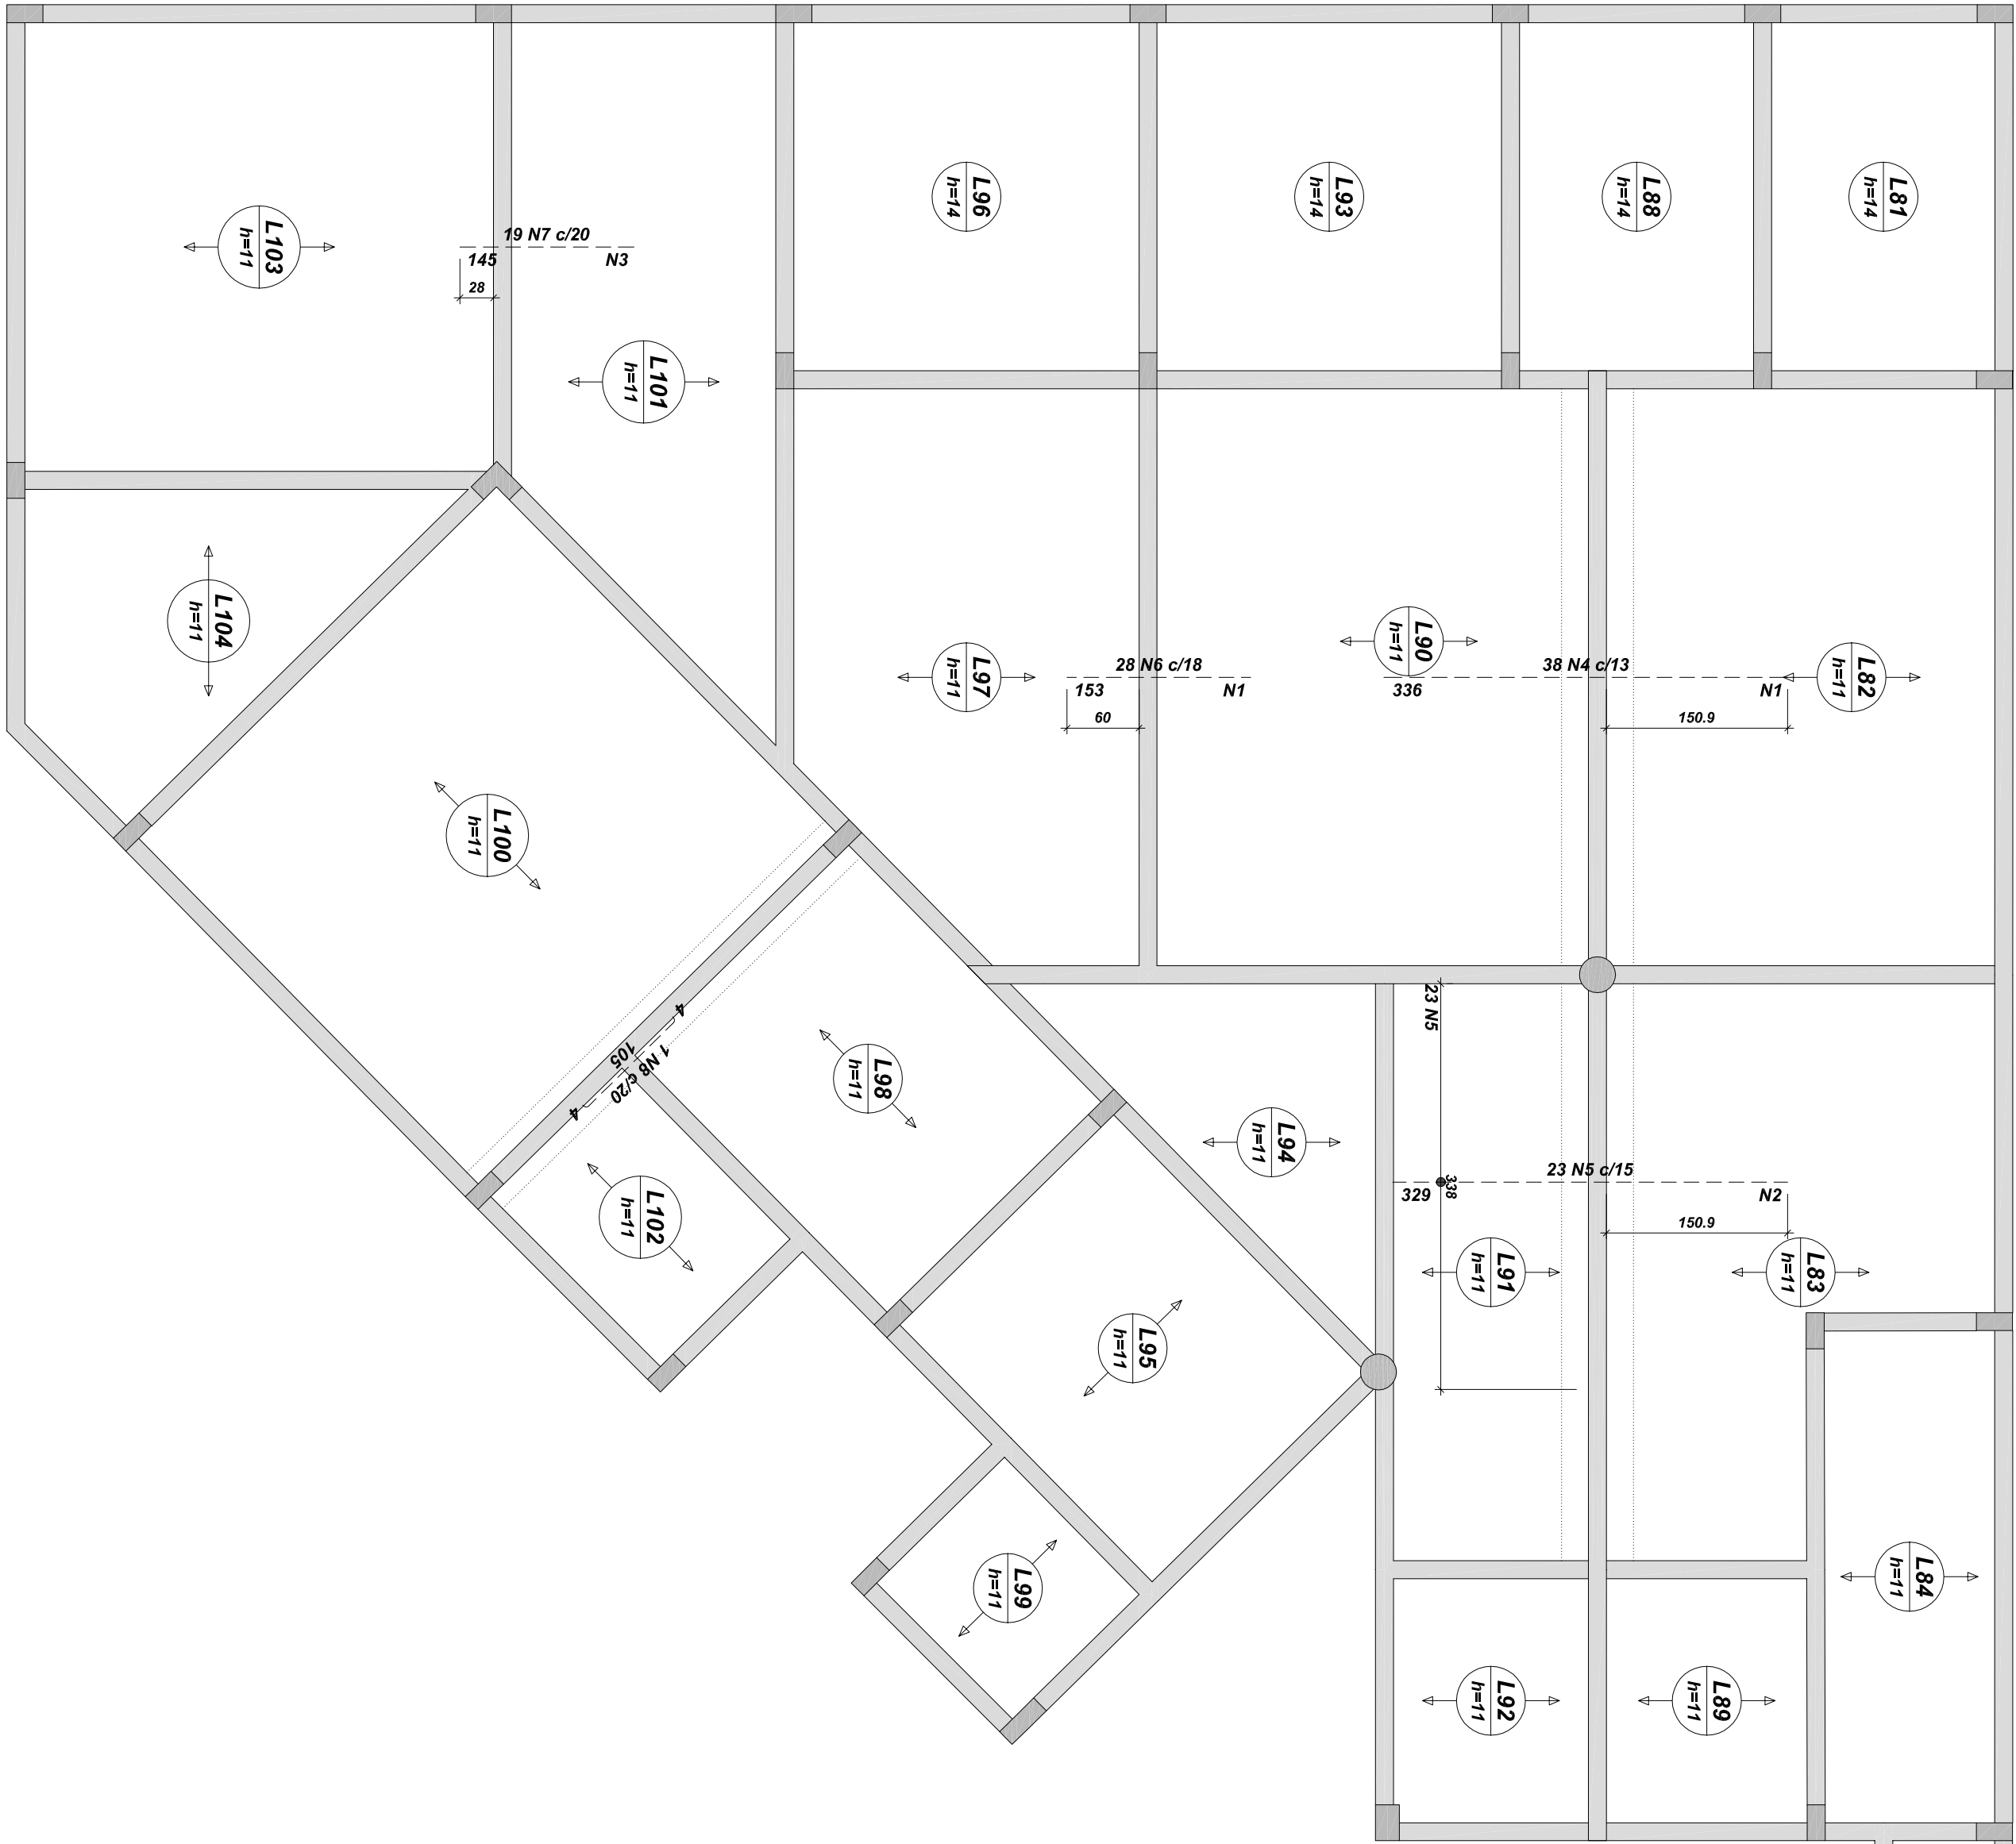 L96
h=14
L93
h=14
L88
h=14
L81
h=14
L103
h=11
19 N7 c/20
145
N3
28
L101
h=11
L104
h=11
L97
h=11
28 N6 c/18
153
N1
60
L90
h=11
38 N4 c/13
336
N1
150.9
L82
h=11
L100
h=11
4
1 N8 c/20
105
4
L98
h=11
L102
h=11
L94
h=11
23 N5
338
23 N5 c/15
329
N2
150.9
L91
h=11
L83
h=11
L95
h=11
L99
h=11
L84
h=11
L92
h=11
L89
h=11